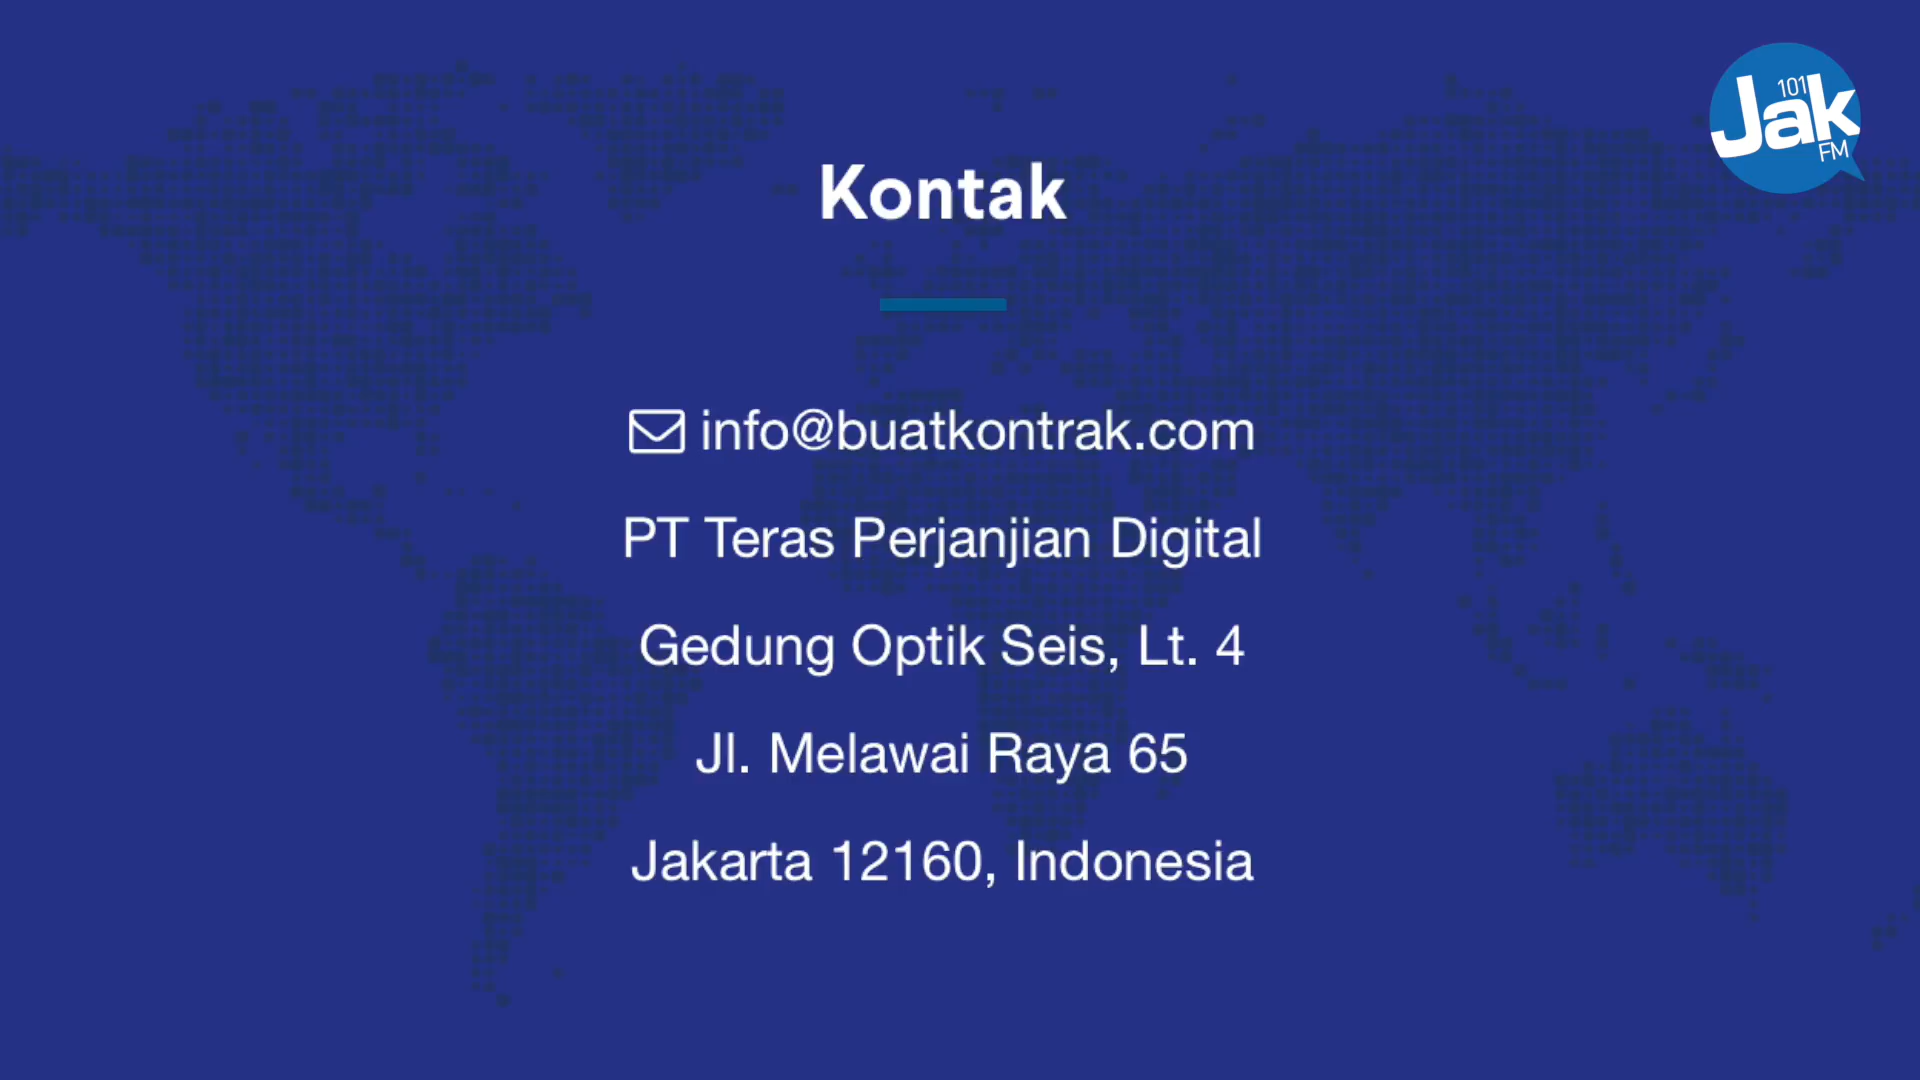 101
Jak
FM
Kontak
info@buatkontrak.com
PT Teras Perjanjian Digital
Gedung Optik Seis, Lt. 4
Jl. Melawai Raya 65
Jakarta 12160, Indonesia